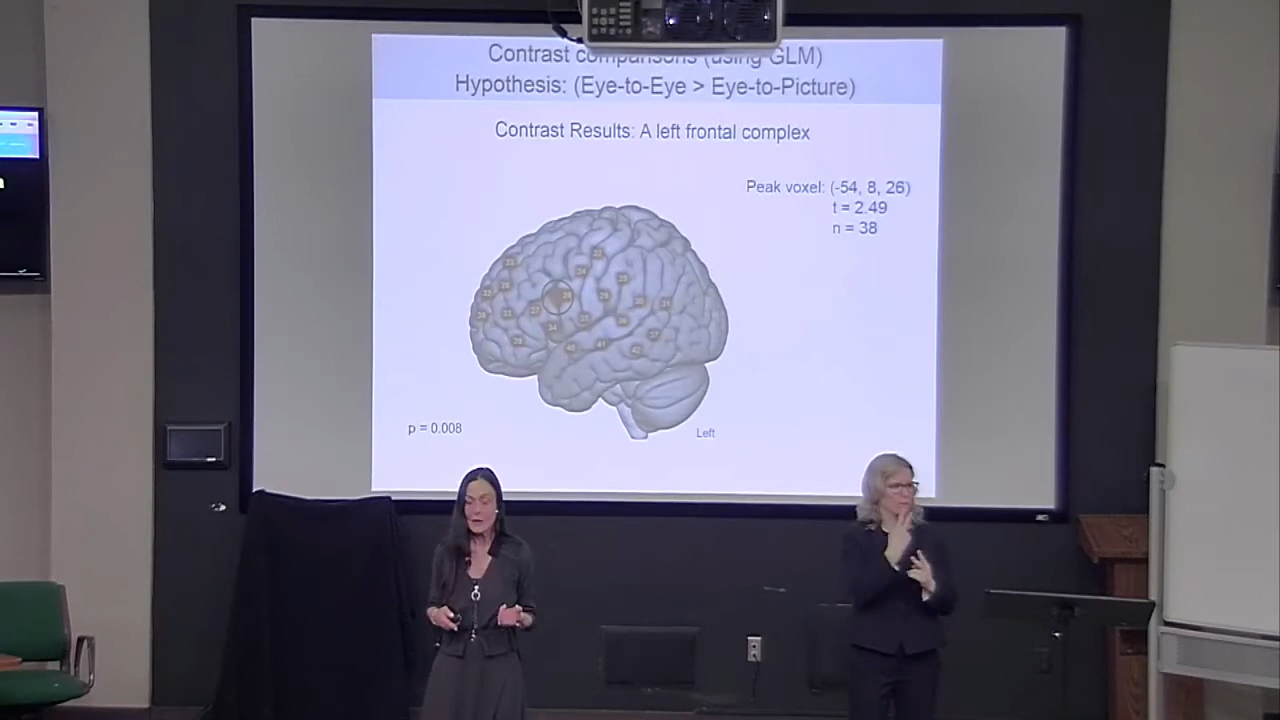 Contrast comparisons (using GLM)
Hypothesis: (Eye-to-Eye > Eye-to-Picture)
Contrast Results: A left frontal complex
Peak voxel: (-54, 8, 26)
t = 2.49
n = 38
p = 0.008
Left